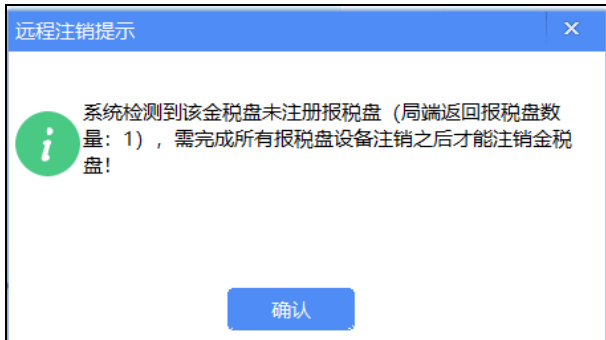 远程注销提示
系统检测到该金税盘未注册报税盘（局端返回报税盘数
量：1），需完成所有报税盘设备注销之后才能注销金税
盘！
确认